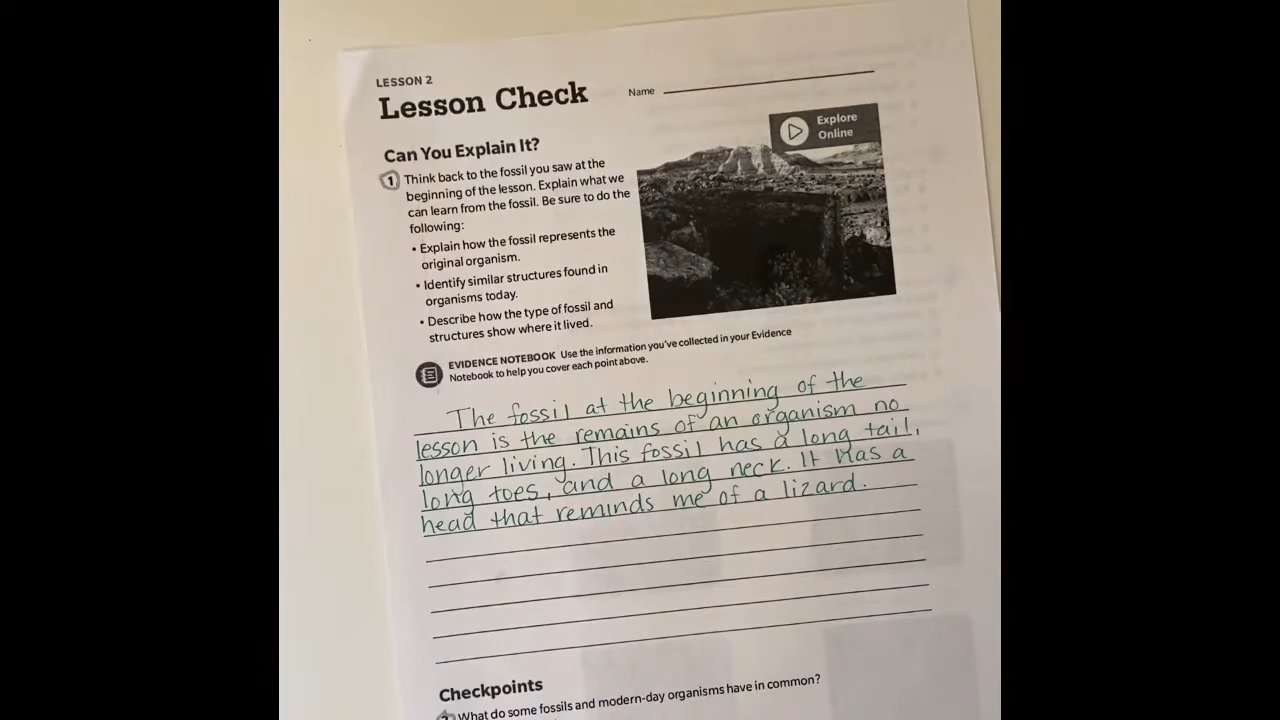 LESSON 2
Lesson Check
Name
Explore
Online
Can You Explain It?
1 Think back to the fossil you saw at the
beginning of the lesson. Explain what we
can learn from the fossil. Be sure to do the
following:
• Explain how the fossil represents the
original organism.
• Identify similar structures found in
organisms today.
• Describe how the type of fossil and
structures show where it lived.
EVIDENCE NOTEBOOK Use the information you've collected in your Evidence
Notebook to help you cover each point above.
The fossil at the beginning of the
lesson is the remains of an organism no
longer living. This fossil has a long tail,
long toes, and a long neck. It has a
head that reminds me of a lizard.
Checkpoints
What do some fossils and modern-day organisms have in common?